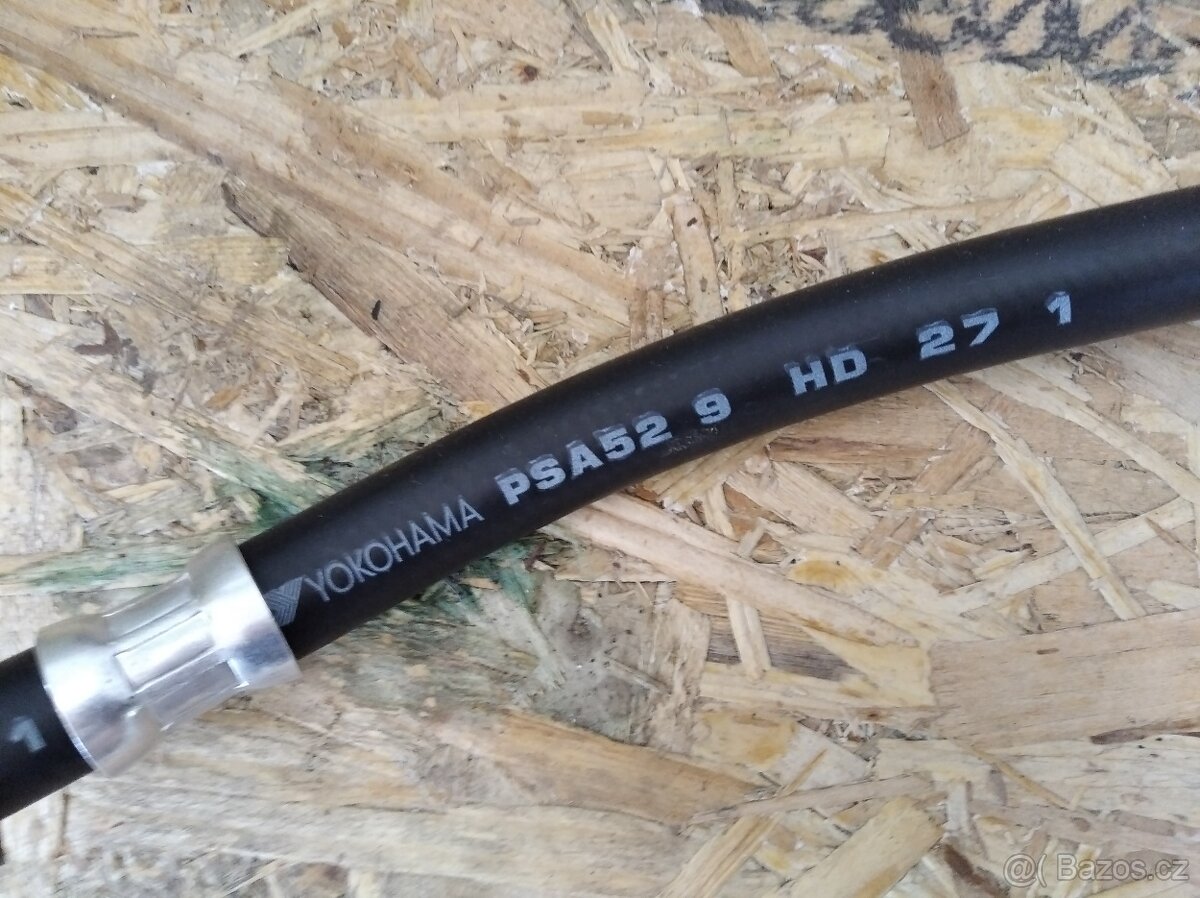 YOKOHAMA PSA52 9 HD 27 1
1
@( Bazos.cz